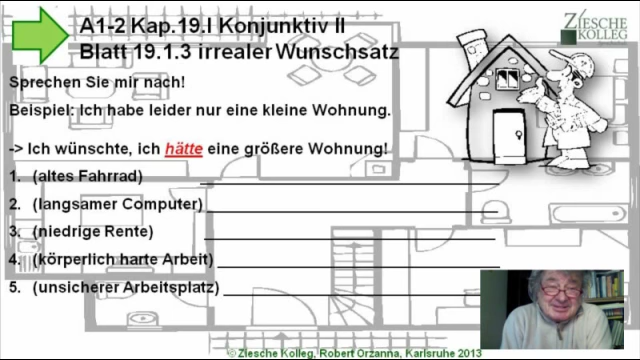 A1-2 Kap.19.I Konjunktiv II
Blatt 19.1.3 irrealer Wunschsatz
ZIESCHE
KOLLEG
Sprechen Sie mir nach!
Beispiel: Ich habe leider nur eine kleine Wohnung.
-> Ich wünschte, ich hätte eine größere Wohnung!
1. (altes Fahrrad)
2. (langsamer Computer)
3. (niedrige Rente)
4. (körperlich harte Arbeit)
5. (unsicherer Arbeitsplatz)
© Ziesche Kolleg, Robert Orzanna, Karlsruhe 2013